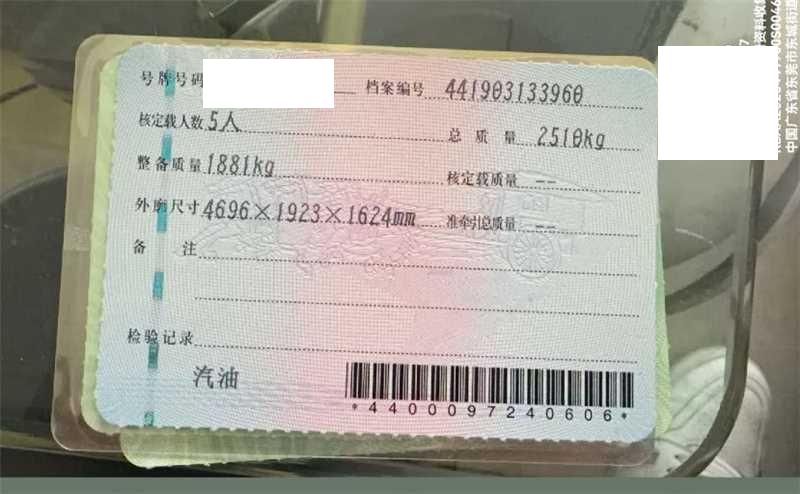 号牌号码
档案编号 441903133960
核定载人数 5人
总质量 2510kg
整备质量 1881kg
核定载质量 --
外廓尺寸 4696×1923×1624mm
准牵引总质量 --
备注
检验记录
汽油
*4400097240606*
中国广东省东莞市东城街道